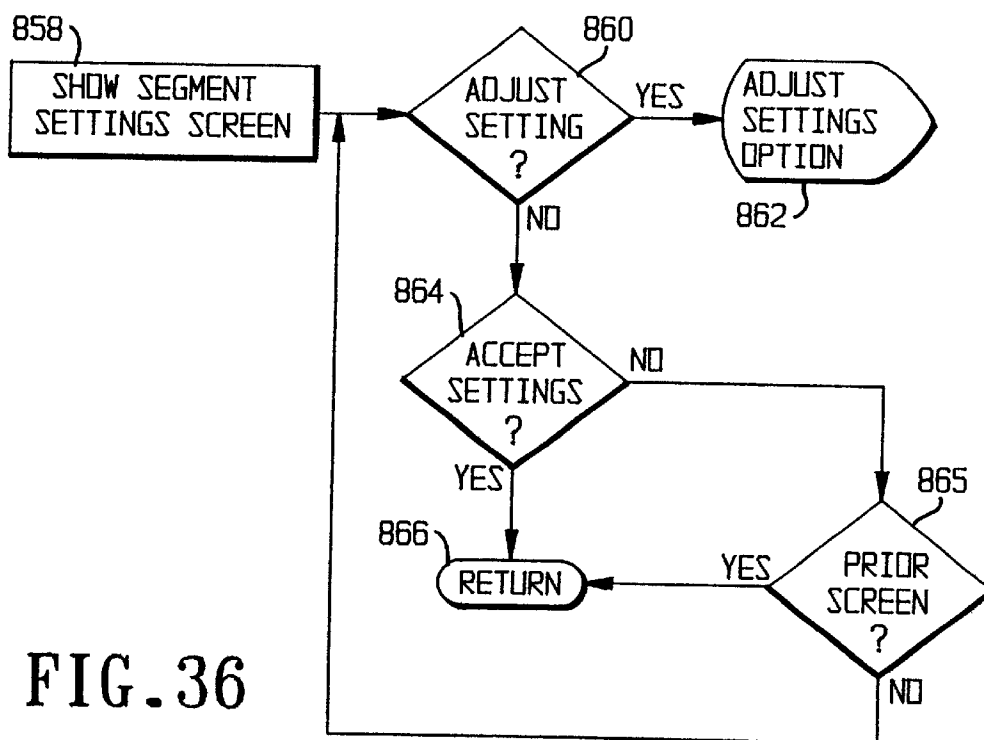 858
SHOW SEGMENT
SETTINGS SCREEN
860
ADJUST
SETTING
?
YES
ADJUST
SETTINGS
OPTION
862
NO
864
ACCEPT
SETTINGS
?
NO
YES
865
866
RETURN
YES
PRIOR
SCREEN
?
NO
FIG.36